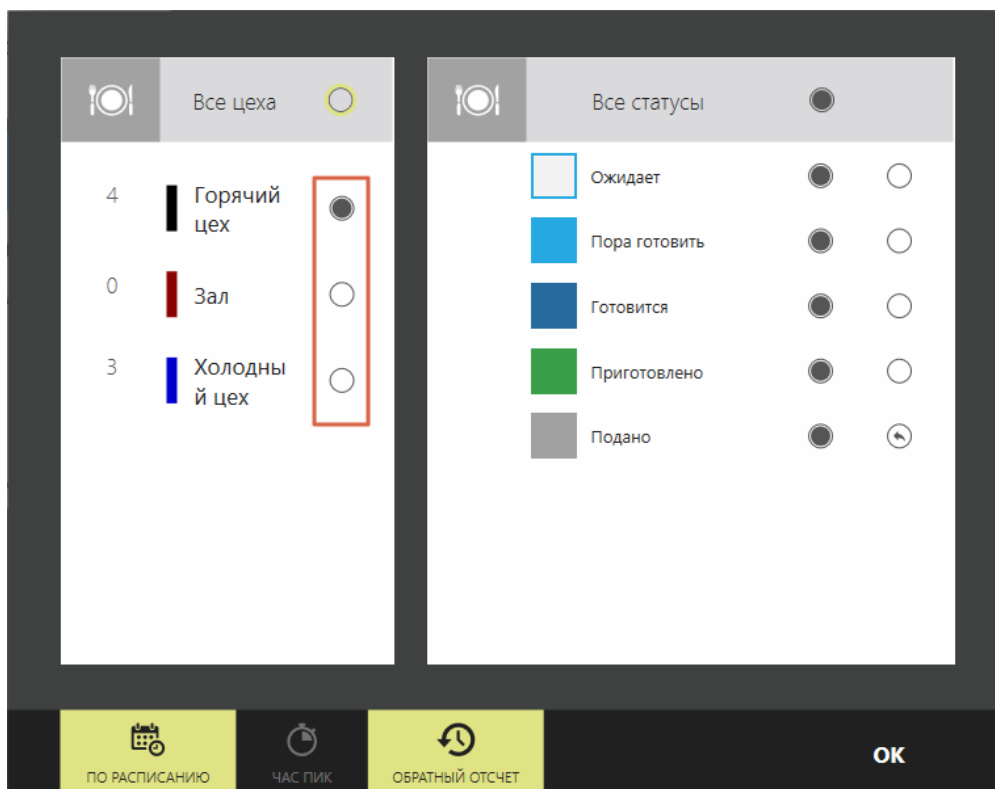 Все цеха
4
Горячий
цех
0
Зал
3
Холодны
й цех
Все статусы
Ожидает
Пора готовить
Готовится
Приготовлено
Подано
ПО РАСПИСАНИЮ
ЧАС ПИК
ОБРАТНЫЙ ОТСЧЕТ
ОК